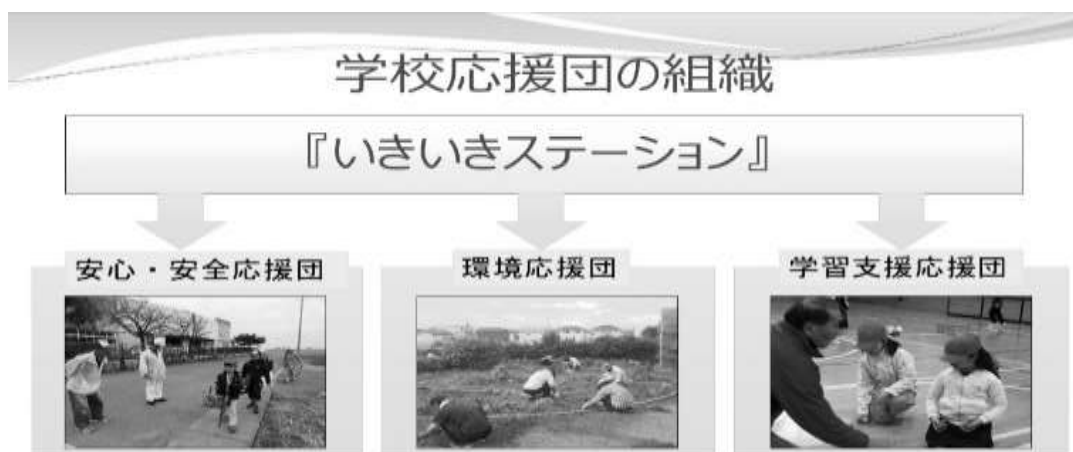 学校応援団の組織
『いきいきステーション』
安心・安全応援団
環境応援団
学習支援応援団